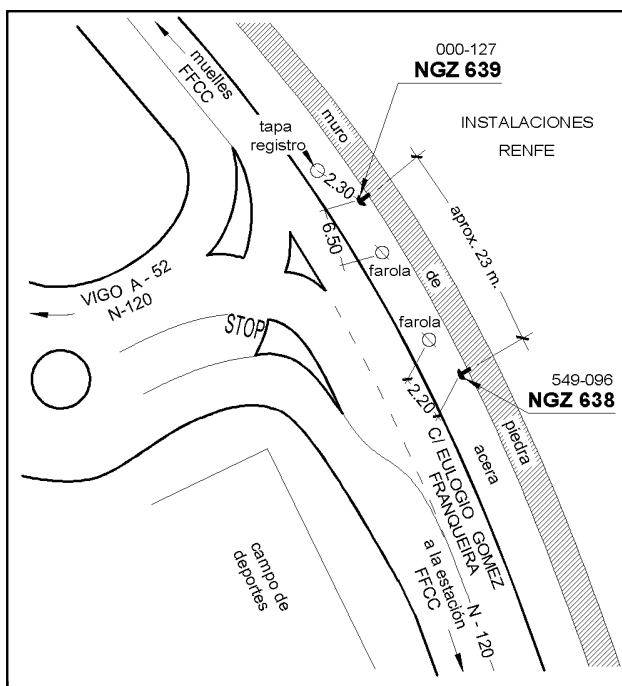 000-127
NGZ 639
muelles
FFCC
muro
INSTALACIONES
RENFE
tapa
registro
2.30
6.50
aprox. 23 m.
farola
de
VIGO A - 52
N-120
STOP
farola
549-096
NGZ 638
2.20
piedra
acera
C/ EULOGIO GOMEZ
FRANQUEIRA
campo de
deportes
a la estación
FFCC
N - 120